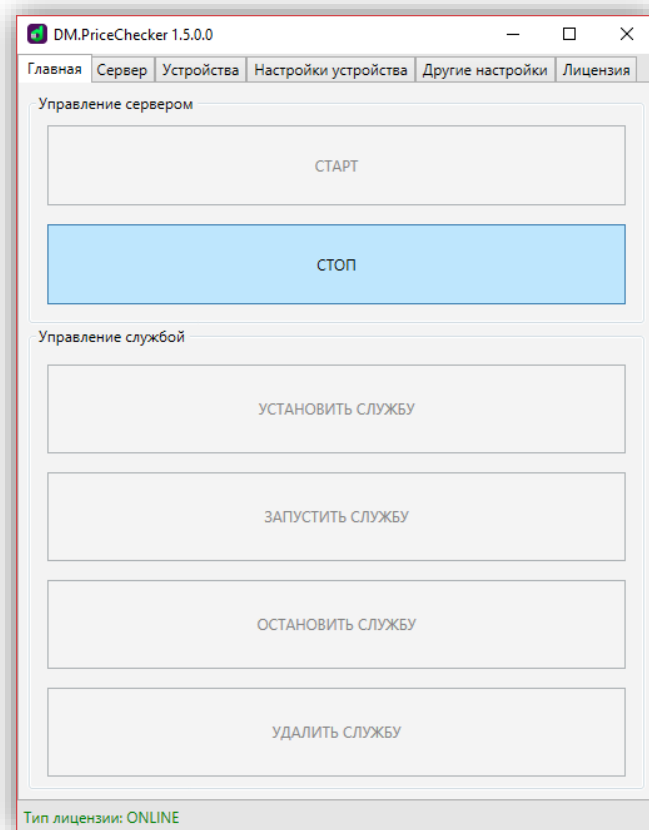 DM.PriceChecker 1.5.0.0
Главная Сервер Устройства Настройки устройства Другие настройки Лицензия
Управление сервером
СТАРТ
СТОП
Управление службой
УСТАНОВИТЬ СЛУЖБУ
ЗАПУСТИТЬ СЛУЖБУ
ОСТАНОВИТЬ СЛУЖБУ
УДАЛИТЬ СЛУЖБУ
Тип лицензии: ONLINE